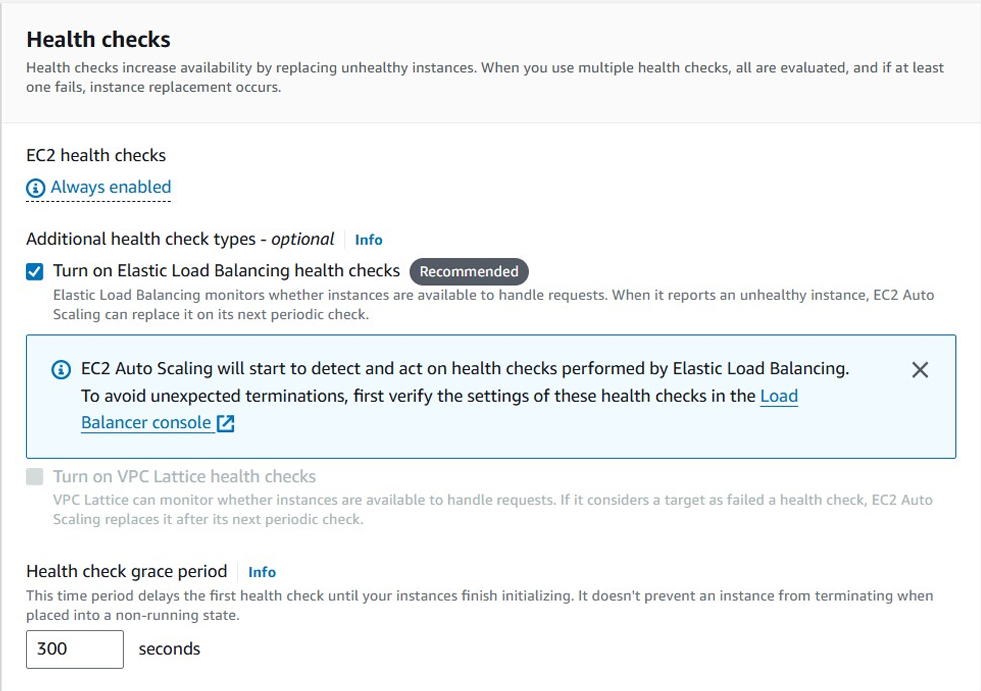 Health checks
Health checks increase availability by replacing unhealthy instances. When you use multiple health checks, all are evaluated, and if at least
one fails, instance replacement occurs.
EC2 health checks
Always enabled
Additional health check types - optional Info
Turn on Elastic Load Balancing health checks Recommended
Elastic Load Balancing monitors whether instances are available to handle requests. When it reports an unhealthy instance, EC2 Auto
Scaling can replace it on its next periodic check.
EC2 Auto Scaling will start to detect and act on health checks performed by Elastic Load Balancing.
To avoid unexpected terminations, first verify the settings of these health checks in the Load
Balancer console
Turn on VPC Lattice health checks
VPC Lattice can monitor whether instances are available to handle requests. If it considers a target as failed a health check, EC2 Auto
Scaling replaces it after its next periodic check.
Health check grace period Info
This time period delays the first health check until your instances finish initializing. It doesn't prevent an instance from terminating when
placed into a non-running state.
300 seconds